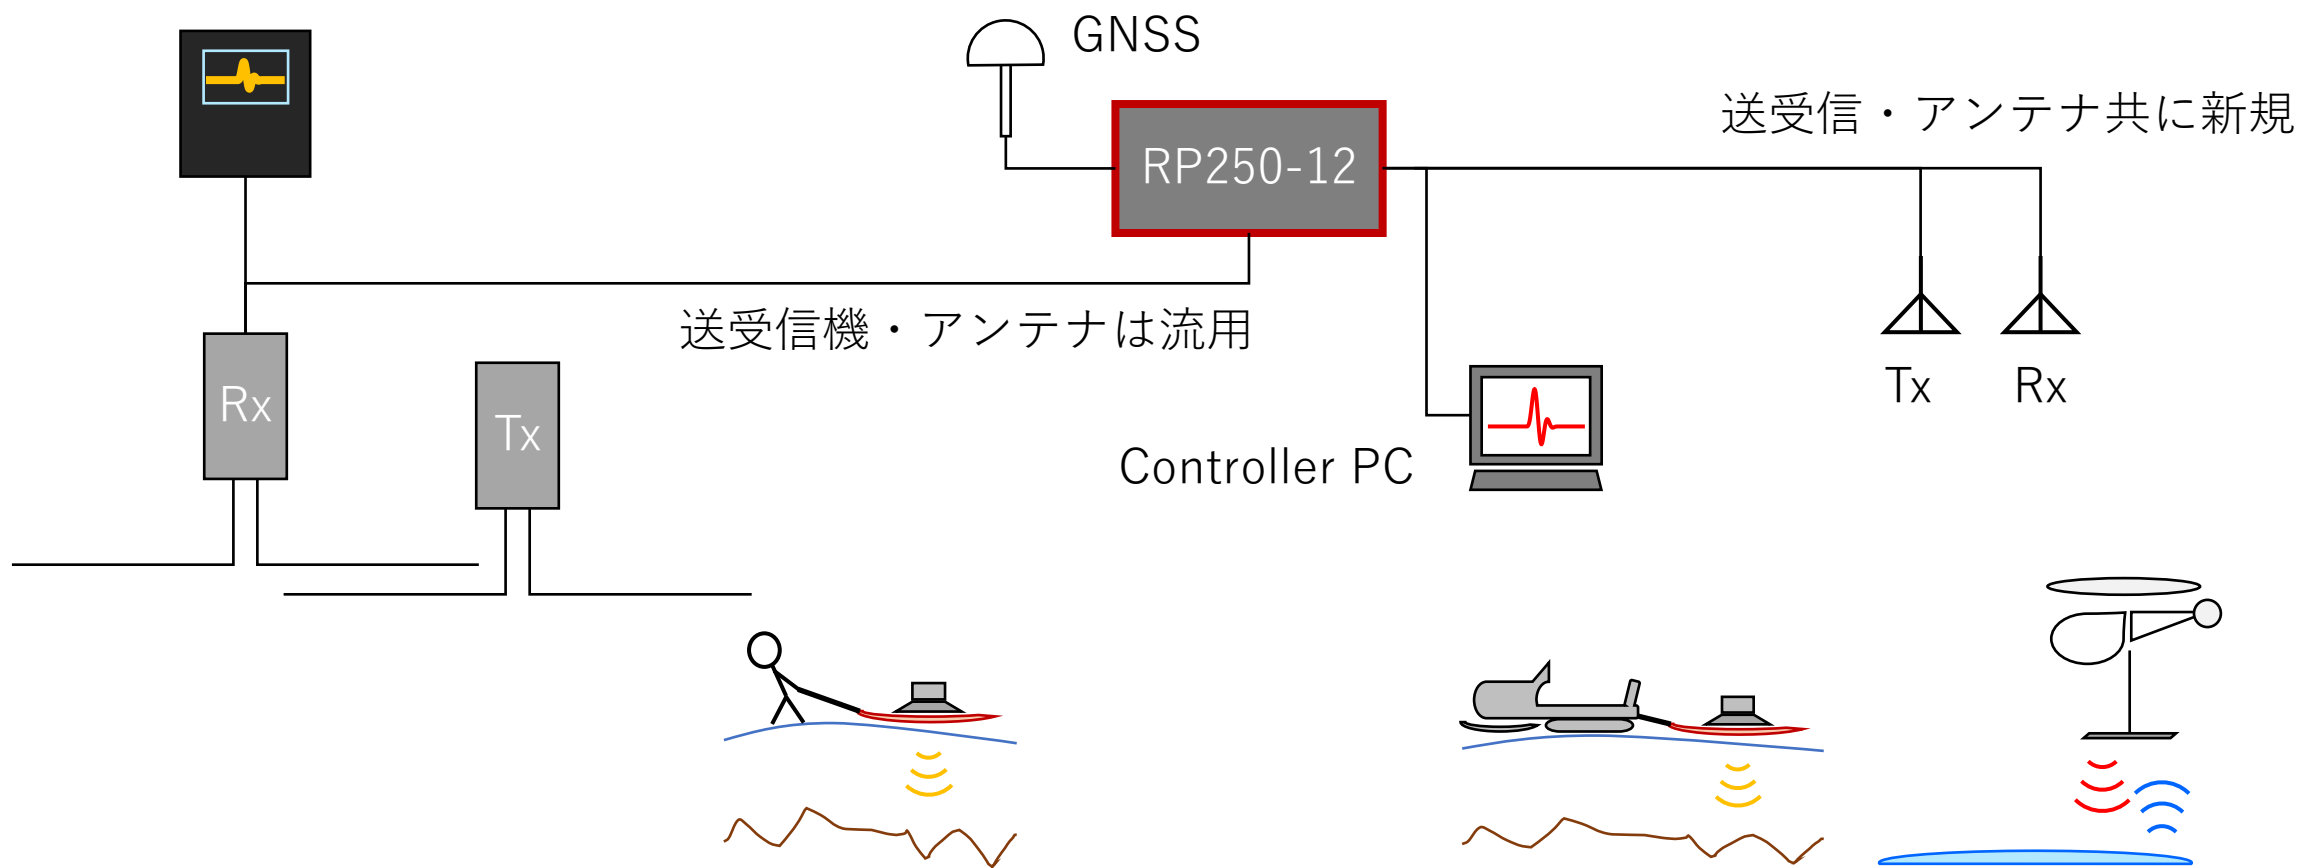 GNSS
送受信・アンテナ共に新規
RP250-12
送受信機・アンテナは流用
Rx
Tx
Tx
Rx
Controller PC